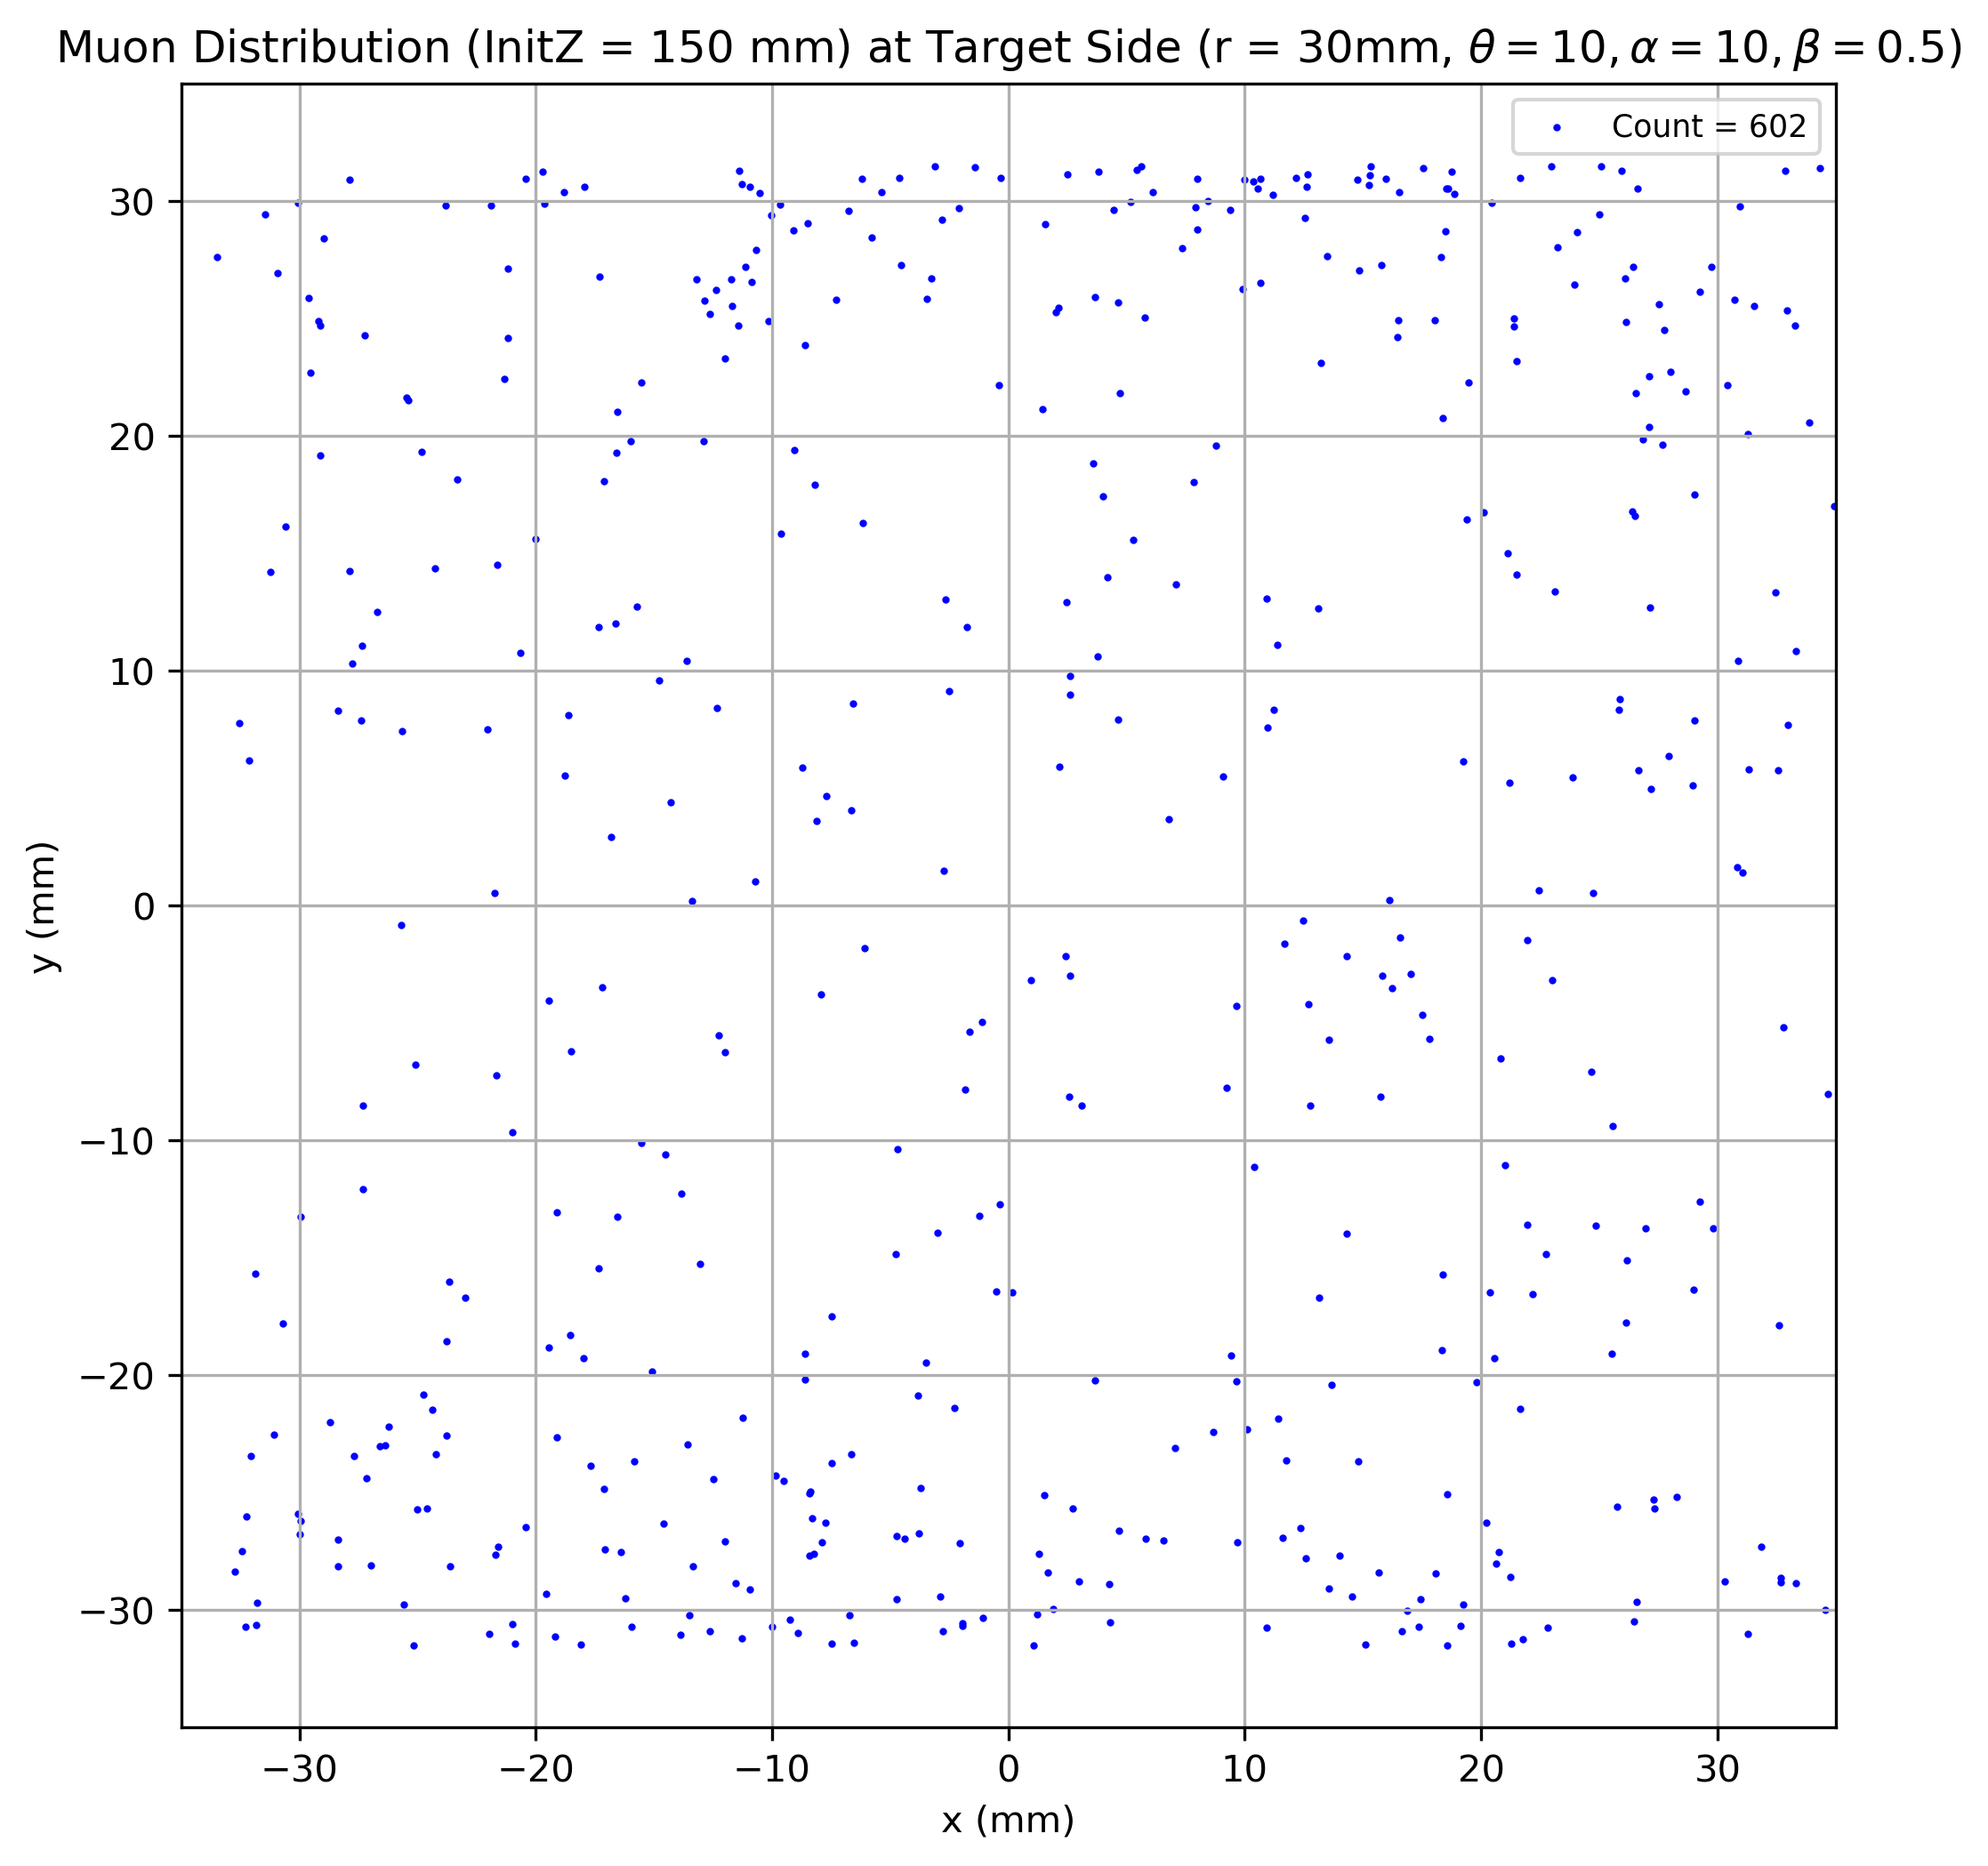 Muon Distribution (InitZ = 150 mm) at Target Side (r = 30mm, θ = 10, α = 10, β = 0.5)
Count = 602
30
20
10
0
−10
−20
−30
y (mm)
−30 −20 −10 0 10 20 30
x (mm)